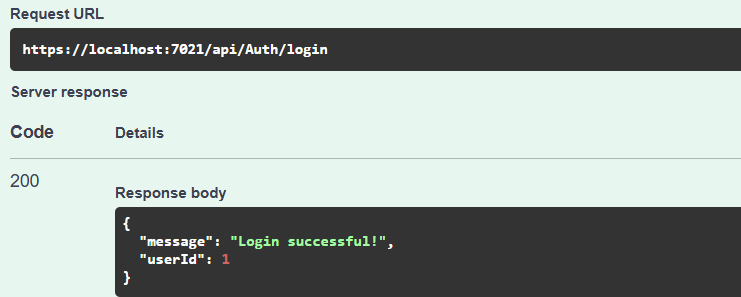 Request URL
https://localhost:7021/api/Auth/login
Server response
Code Details
200
Response body
{
  "message": "Login successful!",
  "userId": 1
}